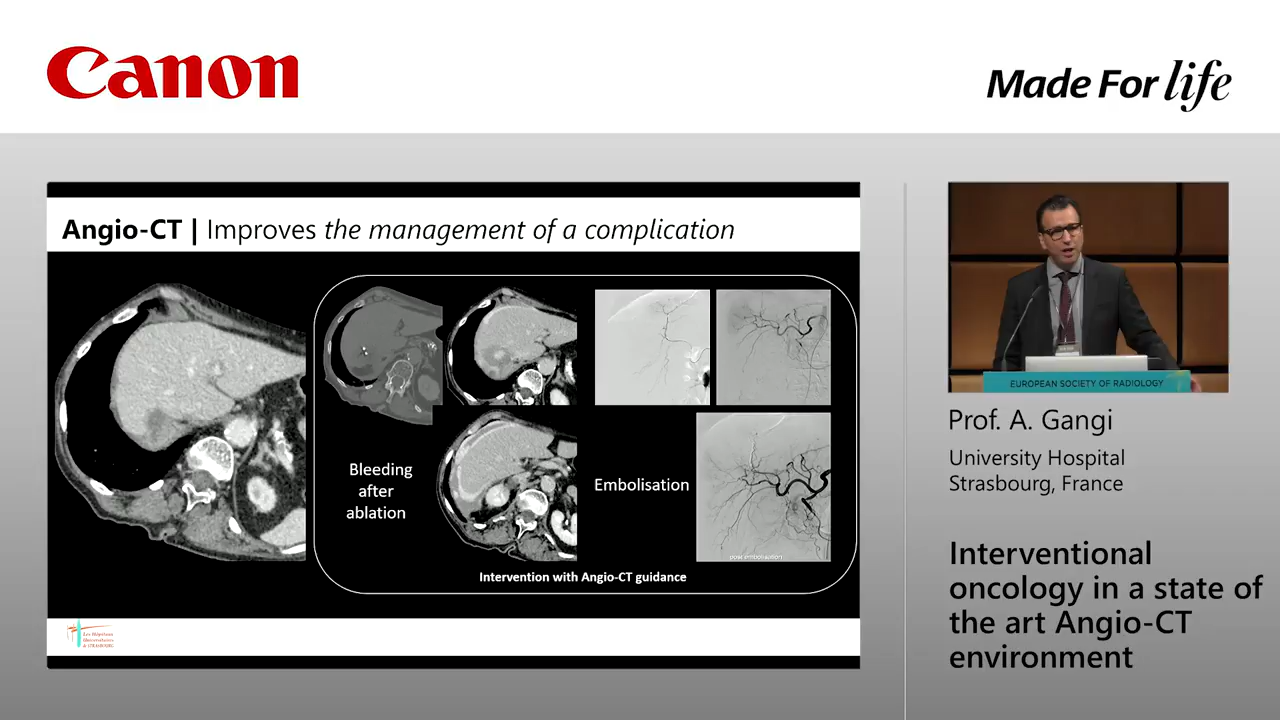 Canon
Made For life
Angio-CT | Improves the management of a complication
Bleeding
after
ablation
Embolisation
post embolisation
Intervention with Angio-CT guidance
Les Hôpitaux
Universitaires
de STRASBOURG
EUROPEAN SOCIETY OF RADIOLOGY
Prof. A. Gangi
University Hospital
Strasbourg, France
Interventional
oncology in a state of
the art Angio-CT
environment